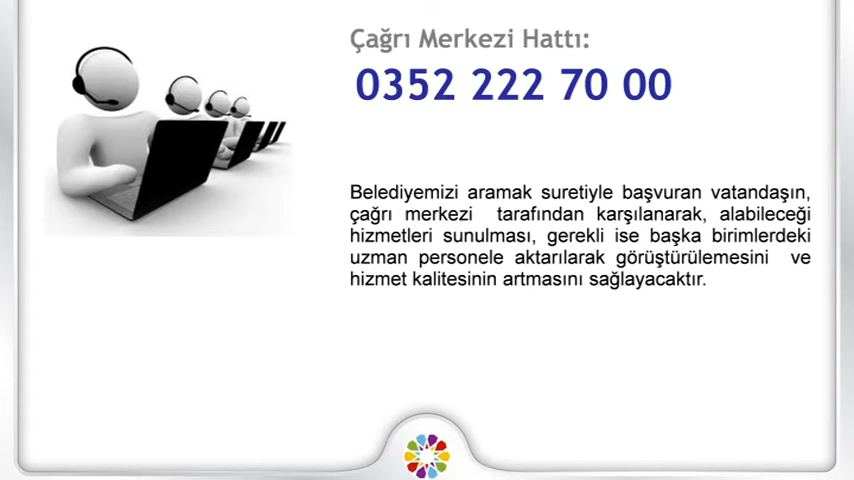 Çağrı Merkezi Hattı:
0352 222 70 00
Belediyemizi aramak suretiyle başvuran vatandaşın,
çağrı merkezi tarafından karşılanarak, alabileceği
hizmetleri sunulması, gerekli ise başka birimlerdeki
uzman personele aktarılarak görüştürülemesini ve
hizmet kalitesinin artmasını sağlayacaktır.